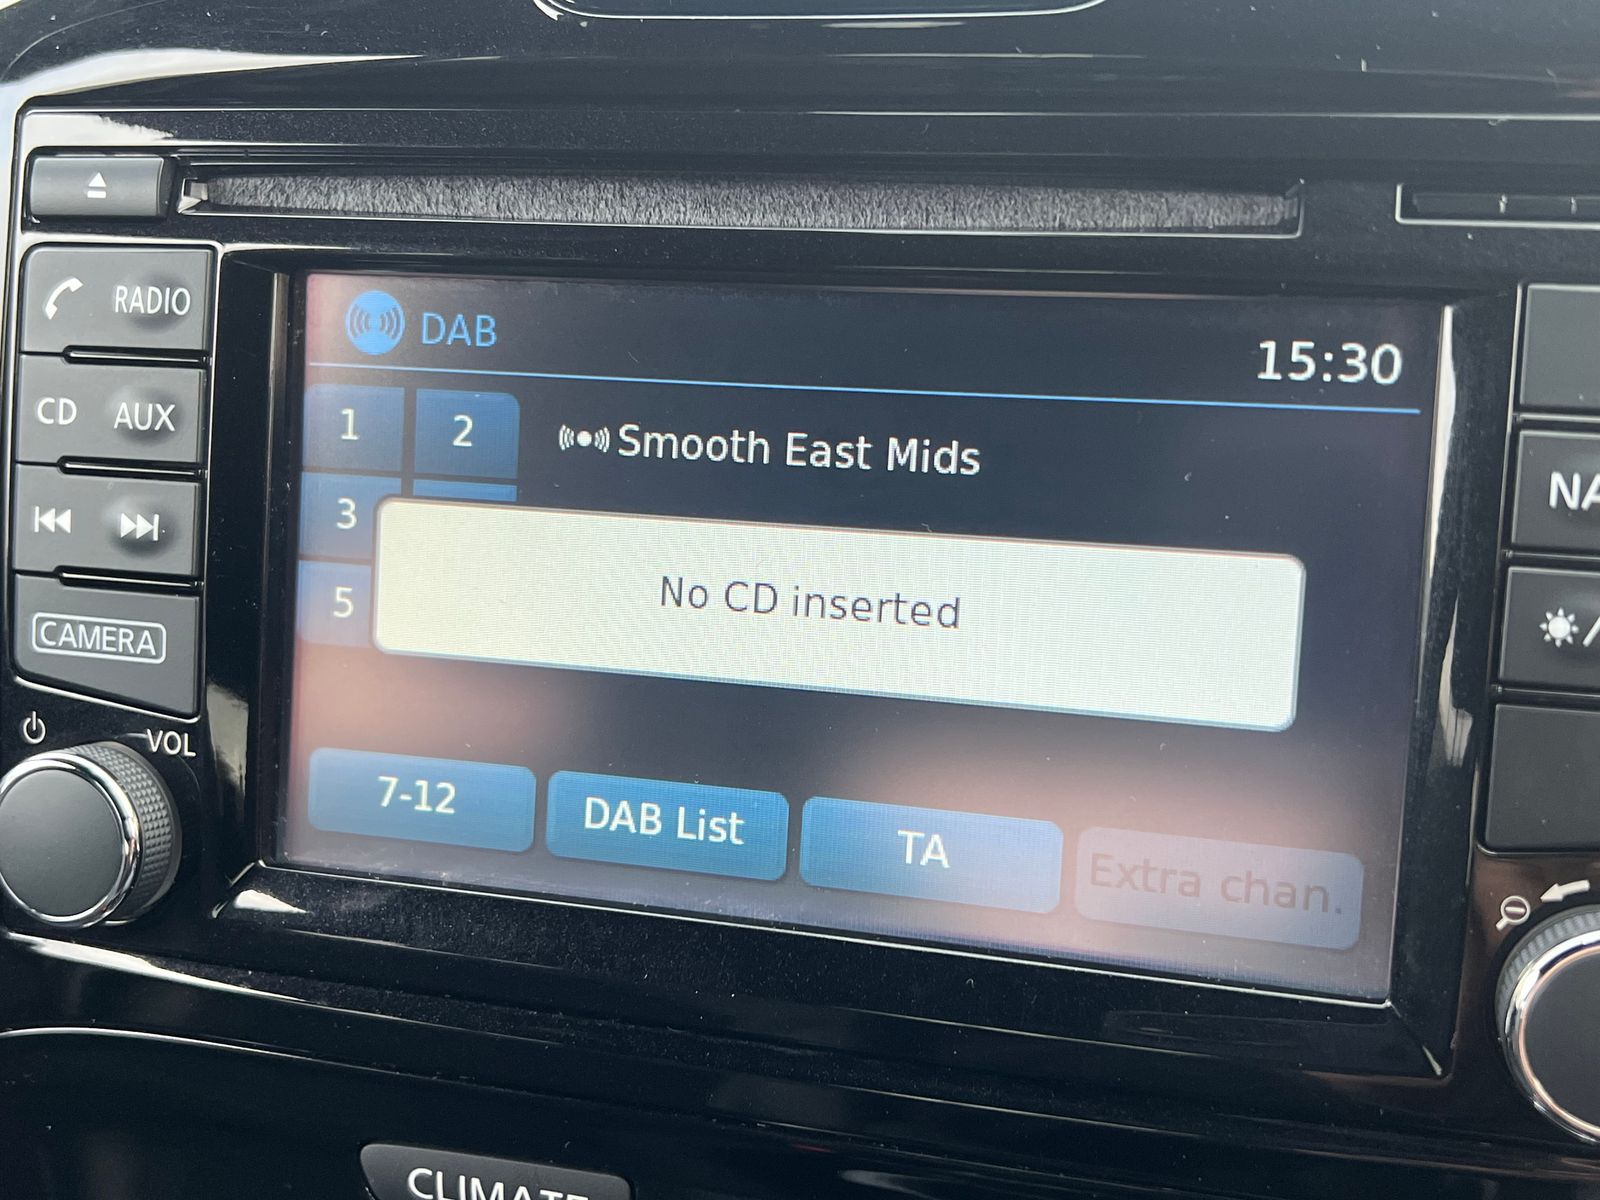 RADIO
CD AUX
CAMERA
VOL
DAB
15:30
1 2
Smooth East Mids
3
No CD inserted
5
7-12 DAB List TA Extra chan.
CLIMATE